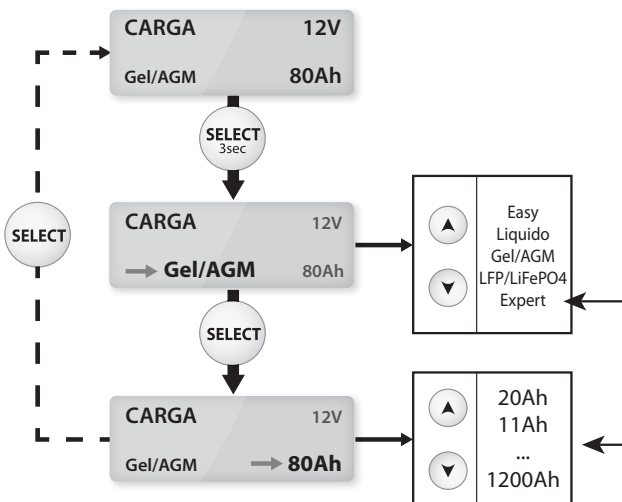 CARGA 12V
Gel/AGM 80Ah
SELECT
3sec
CARGA 12V
Gel/AGM 80Ah
Easy
Liquido
Gel/AGM
LFP/LiFePO4
Expert
SELECT
SELECT
CARGA 12V
Gel/AGM 80Ah
20Ah
11Ah
...
1200Ah